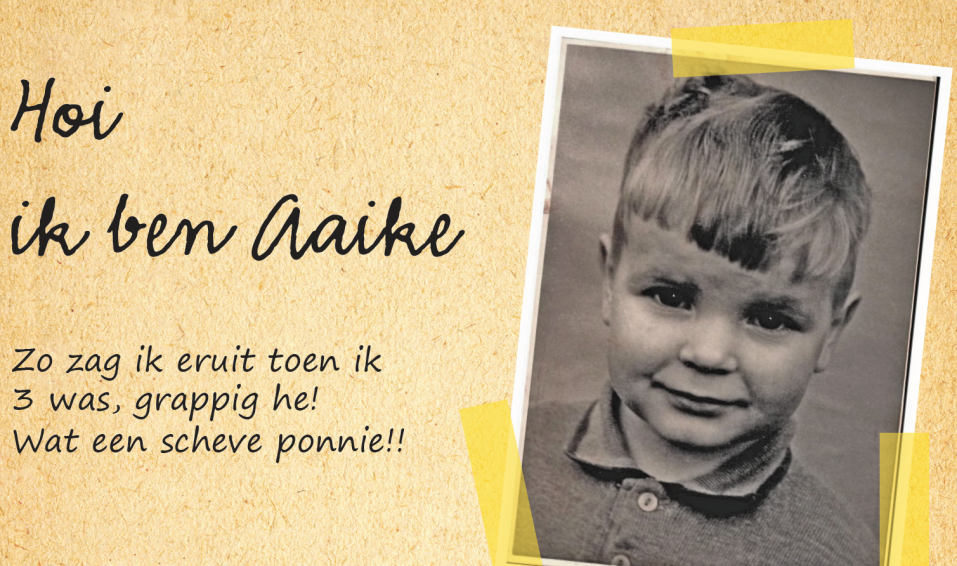 Hoi
ik ben Aaike
Zo zag ik eruit toen ik
3 was, grappig he!
Wat een scheve ponnie!!